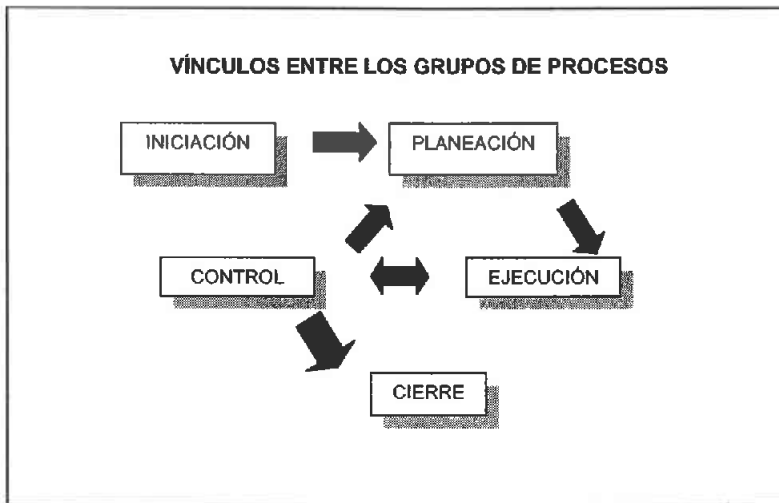 VÍNCULOS ENTRE LOS GRUPOS DE PROCESOS
INICIACIÓN
PLANEACIÓN
CONTROL
EJECUCIÓN
CIERRE